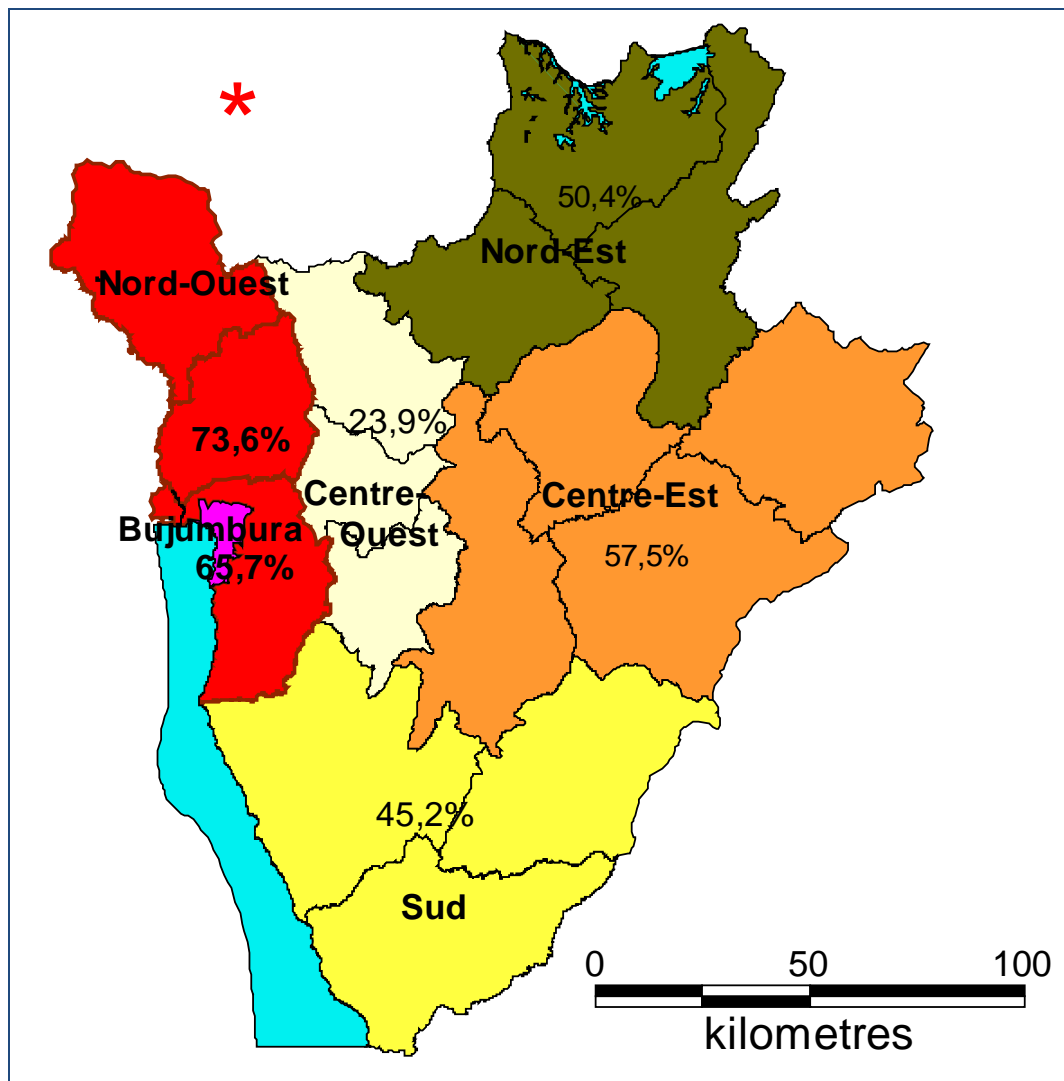 *
50,4%
Nord-Est
Nord-Ouest
23,9%
73,6%
Centre-
Ouest
Centre-Est
Bujumbura
65,7%
57,5%
45,2%
Sud
0 50 100
kilometres